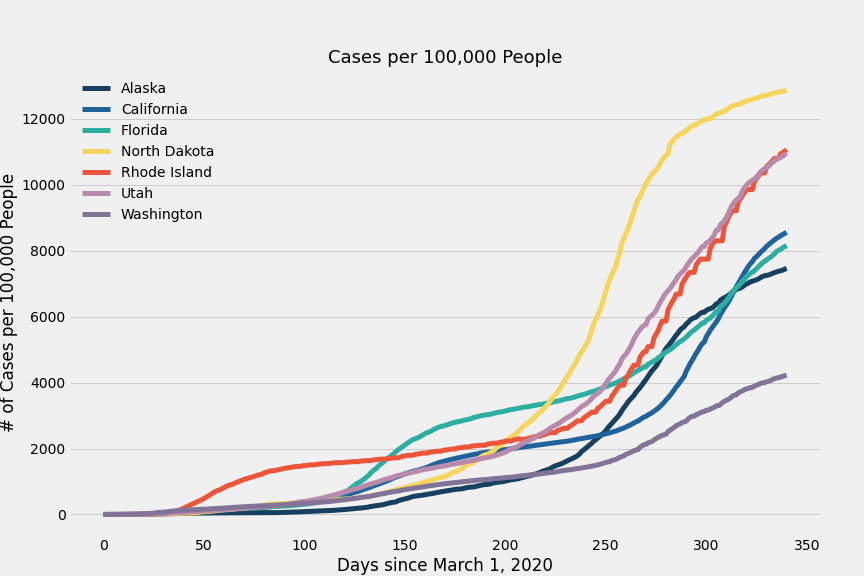 Cases per 100,000 People
Alaska
California
Florida
North Dakota
Rhode Island
Utah
Washington
# of Cases per 100,000 People
12000
10000
8000
6000
4000
2000
0
0 50 100 150 200 250 300 350
Days since March 1, 2020